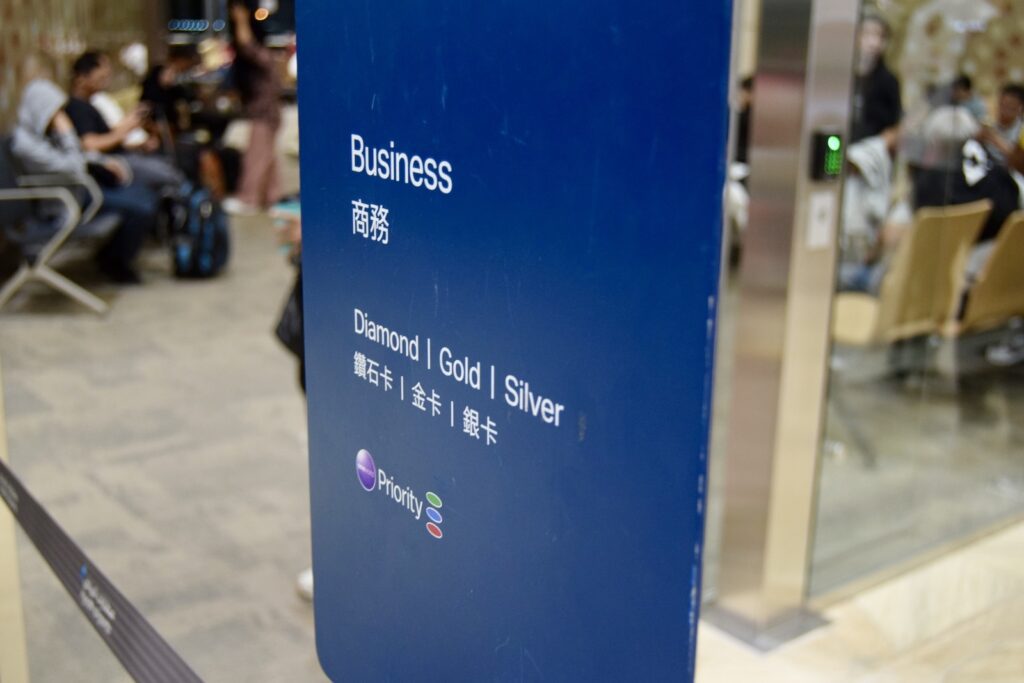 Business
商務
Diamond | Gold | Silver
鑽石卡 | 金卡 | 銀卡
Priority